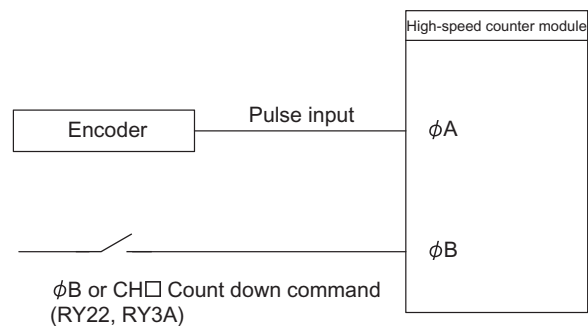 High-speed counter module
Encoder
Pulse input
ϕA
ϕB
ϕB or CH□ Count down command
(RY22, RY3A)